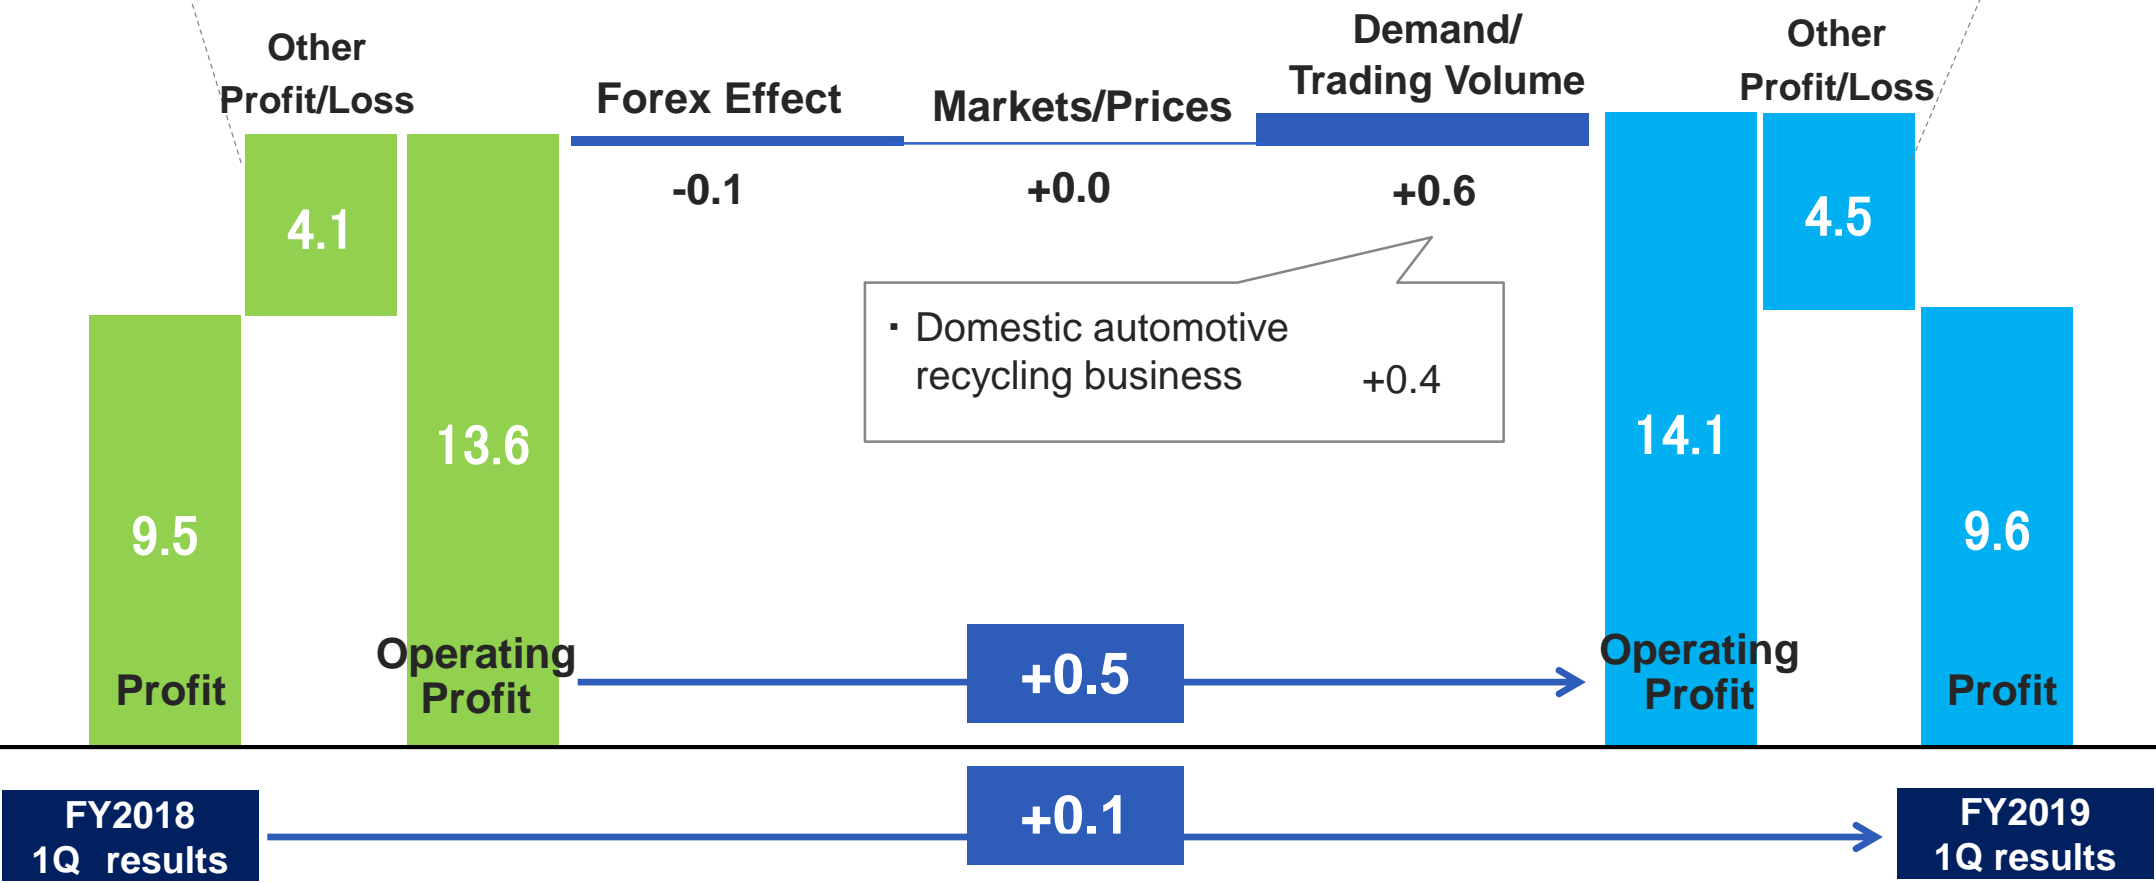 Other
Profit/Loss
Forex Effect
Markets/Prices
Demand/
Trading Volume
Other
Profit/Loss
-0.1
+0.0
+0.6
4.1
4.5
・Domestic automotive
recycling business +0.4
13.6
14.1
9.5
9.6
Profit
Operating
Profit
+0.5
Operating
Profit
Profit
+0.1
FY2018
1Q results
FY2019
1Q results